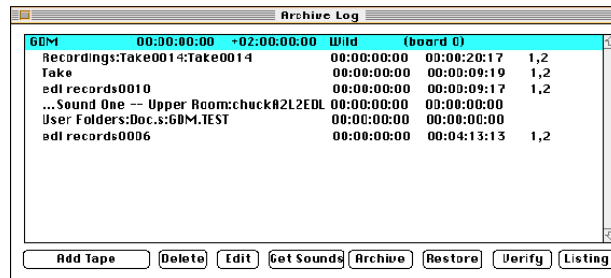 Archive Log
GDM 00:00:00:00 +02:00:00:00 Wild (board 0)
Recordings:Take0014:Take0014 00:00:00:00 00:00:20:17 1,2
Take 00:00:00:00 00:00:09:19 1,2
edl records0010 00:00:00:00 00:00:09:17 1,2
...Sound One -- Upper Room:chuckA2L2EDL 00:00:00:00 00:00:00:00
User Folders:Doc.s:GDM.TEST 00:00:00:00 00:00:00:00
edl records0006 00:00:00:00 00:04:13:13 1,2
Add Tape Delete Edit Get Sounds Archive Restore Verify Listing